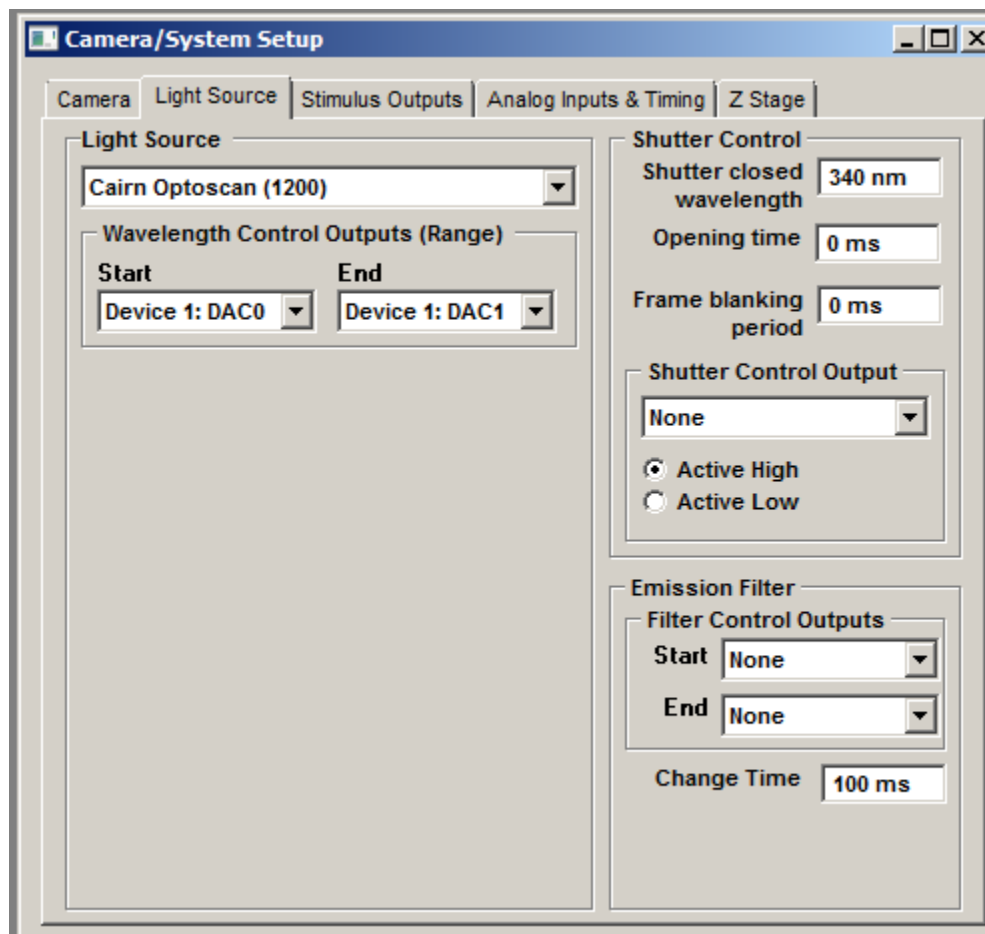 Camera/System Setup
Camera
Light Source
Stimulus Outputs
Analog Inputs & Timing
Z Stage
Light Source
Cairn Optoscan (1200)
Wavelength Control Outputs (Range)
Start
End
Device 1: DAC0
Device 1: DAC1
Shutter Control
Shutter closed
wavelength
340 nm
Opening time
0 ms
Frame blanking
period
0 ms
Shutter Control Output
None
Active High
Active Low
Emission Filter
Filter Control Outputs
Start
None
End
None
Change Time
100 ms